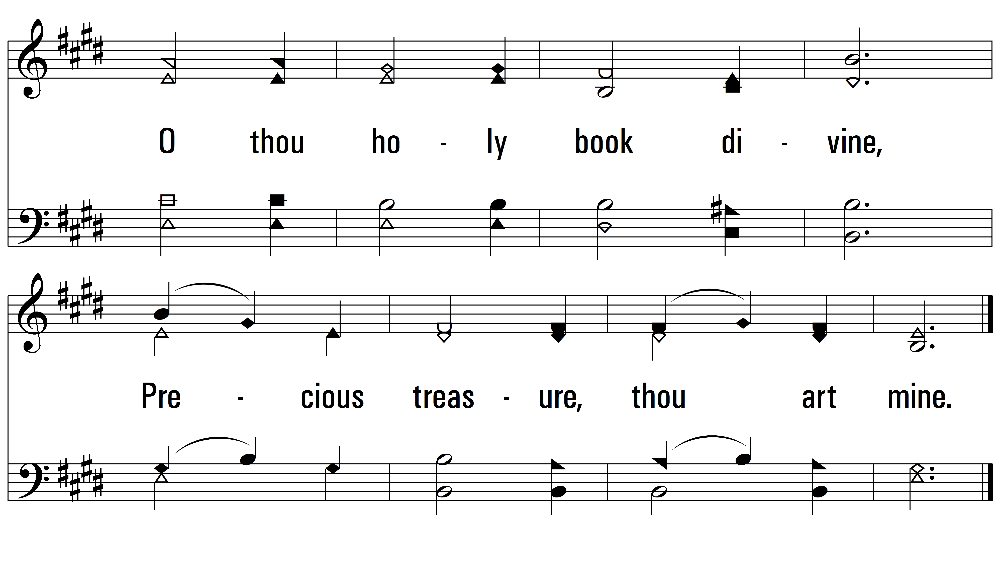 O thou ho - ly book di - vine,
Pre - cious treas - ure, thou art mine.